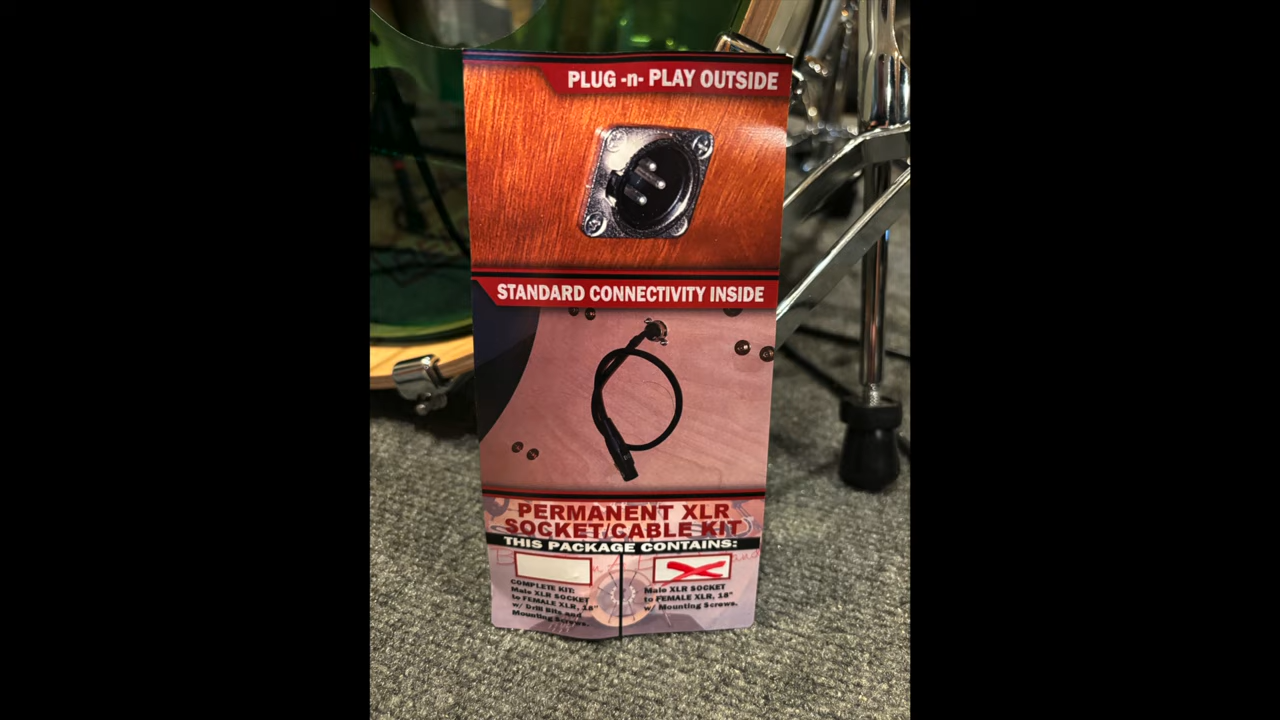 PLUG -n- PLAY OUTSIDE
STANDARD CONNECTIVITY INSIDE
PERMANENT XLR
SOCKET/CABLE KIT
THIS PACKAGE CONTAINS:
COMPLETE KIT:
Male XLR SOCKET
to FEMALE XLR, 18"
w/ Drill Bits and
Mounting Screws.
Male XLR SOCKET
to FEMALE XLR, 18"
w/ Mounting Screws.